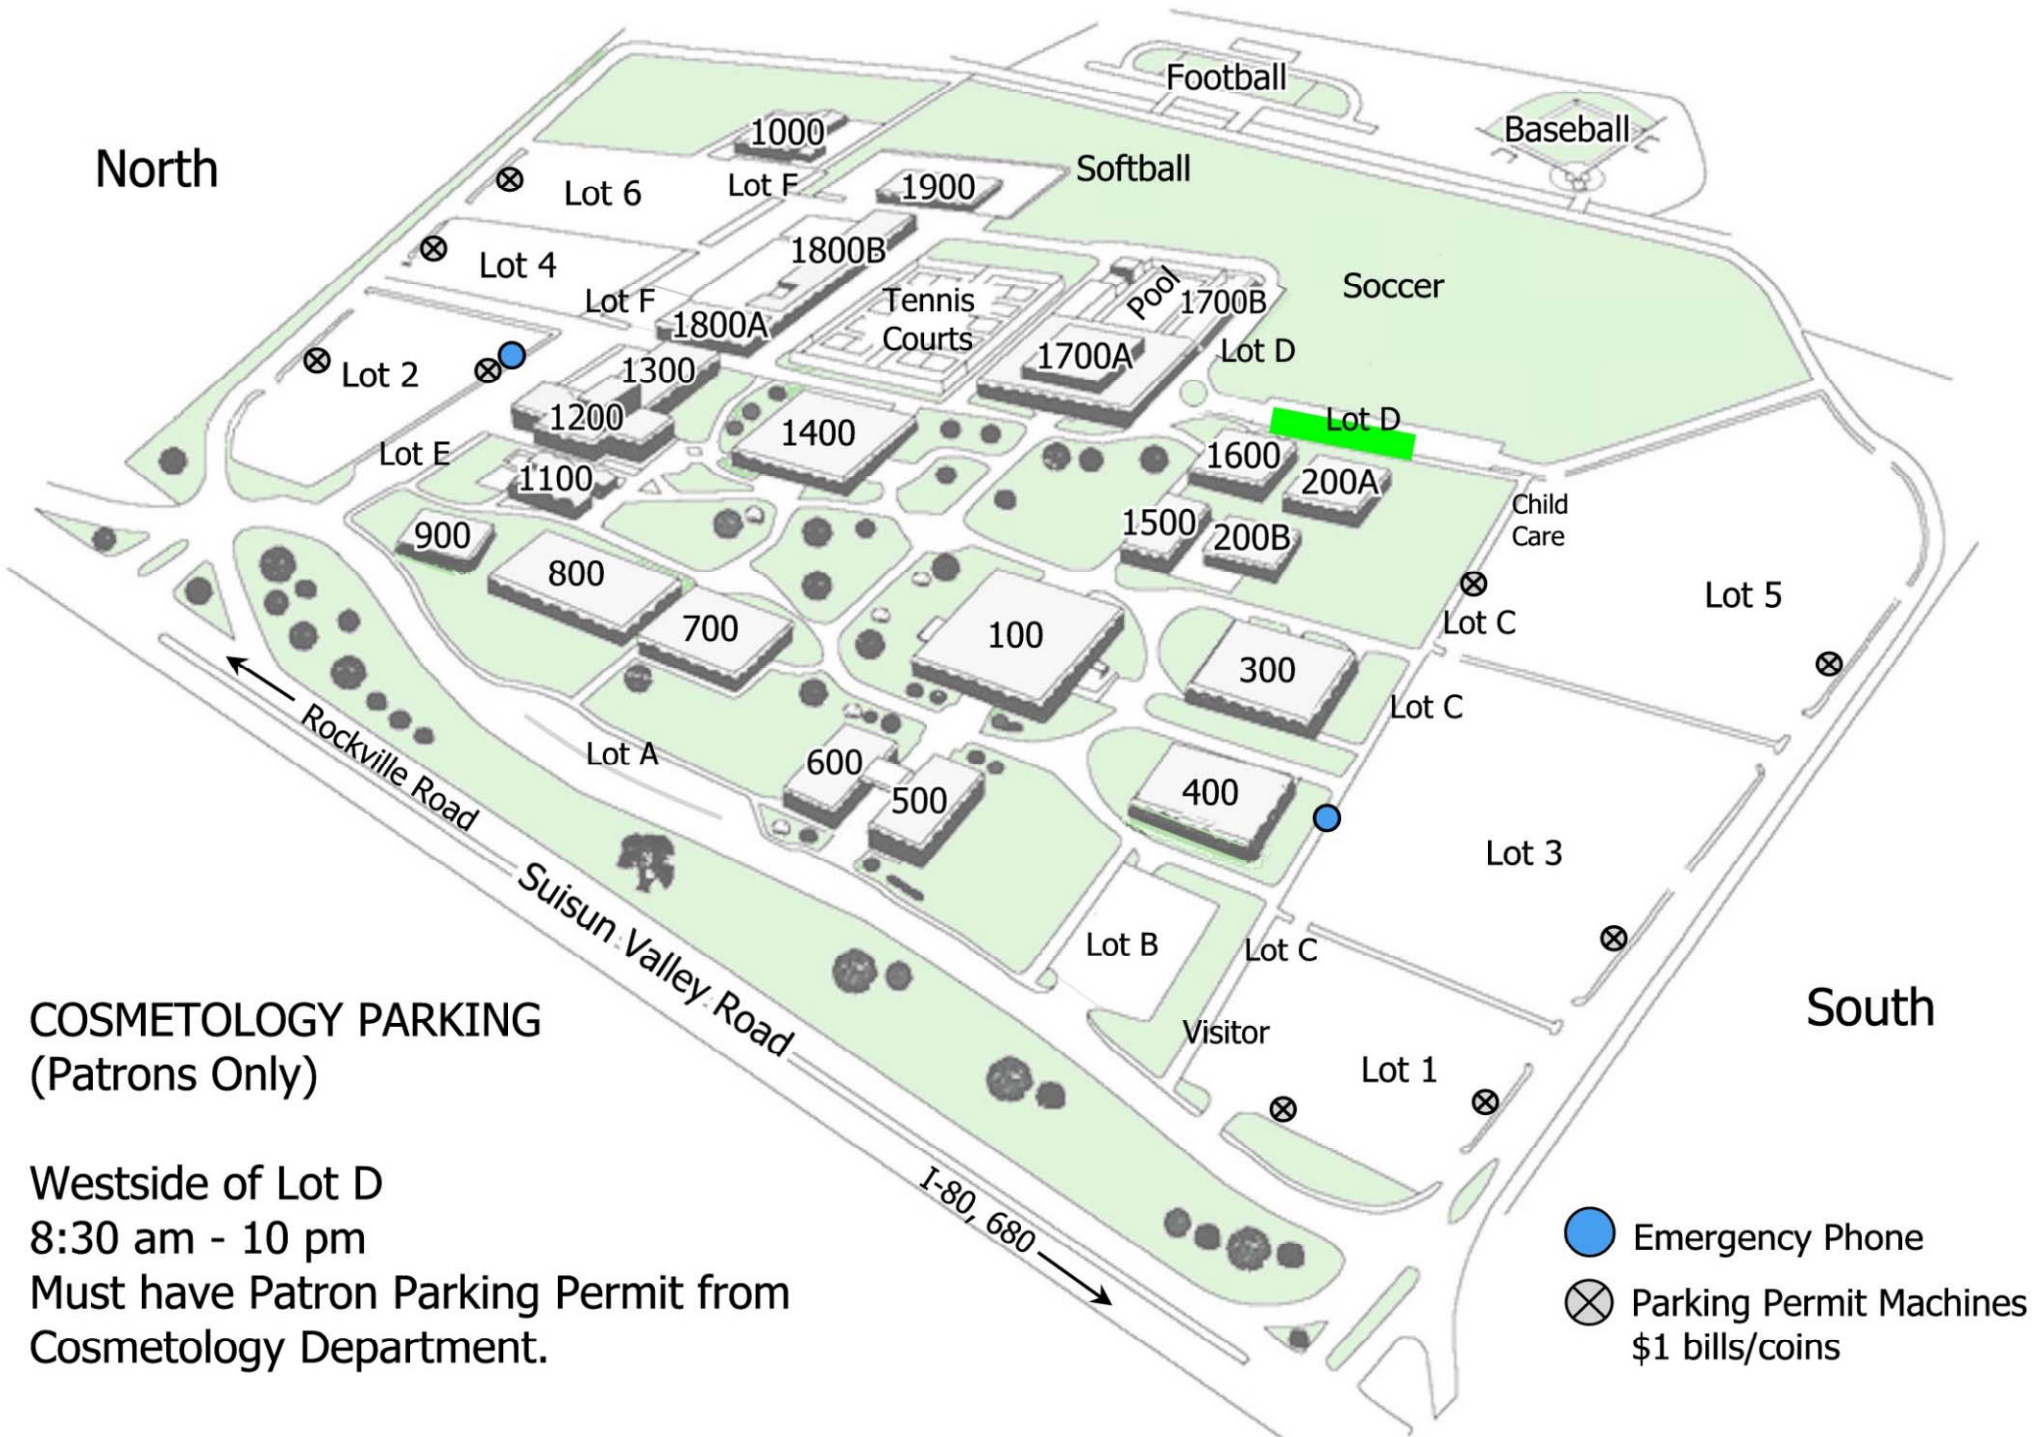 Football
Baseball
North
1000
Softball
Lot 6
Lot F
1900
1800B
Lot 4
Soccer
Lot F
Tennis
Courts
Pool
1700B
1800A
Lot D
1700A
Lot 2
1300
1200
1400
Lot D
Lot E
1600
1100
200A
Child
Care
900
1500
200B
800
Lot 5
700
100
Lot C
300
Lot C
Rockville Road
Lot A
600
500
400
Lot 3
Suisun Valley Road
Lot B
Lot C
South
Visitor
Lot 1
I-80, 680
COSMETOLOGY PARKING
(Patrons Only)
Westside of Lot D
8:30 am - 10 pm
Must have Patron Parking Permit from
Cosmetology Department.
Emergency Phone
Parking Permit Machines
$1 bills/coins